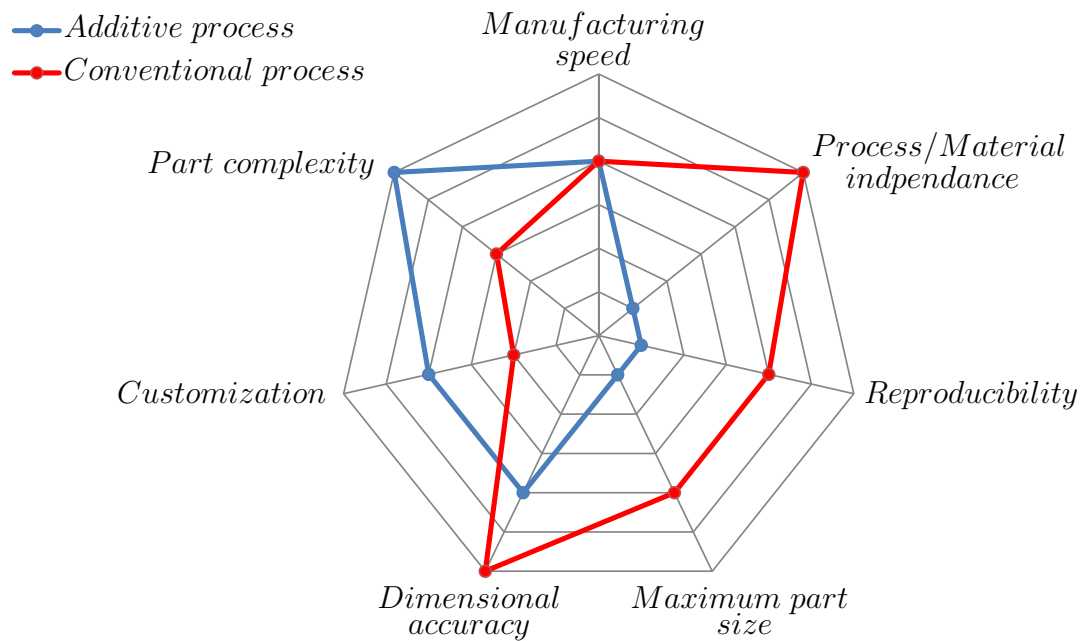 Additive process
Conventional process
Manufacturing
speed
Part complexity
Process/Material
indpendance
Customization
Reproducibility
Dimensional
accuracy
Maximum part
size